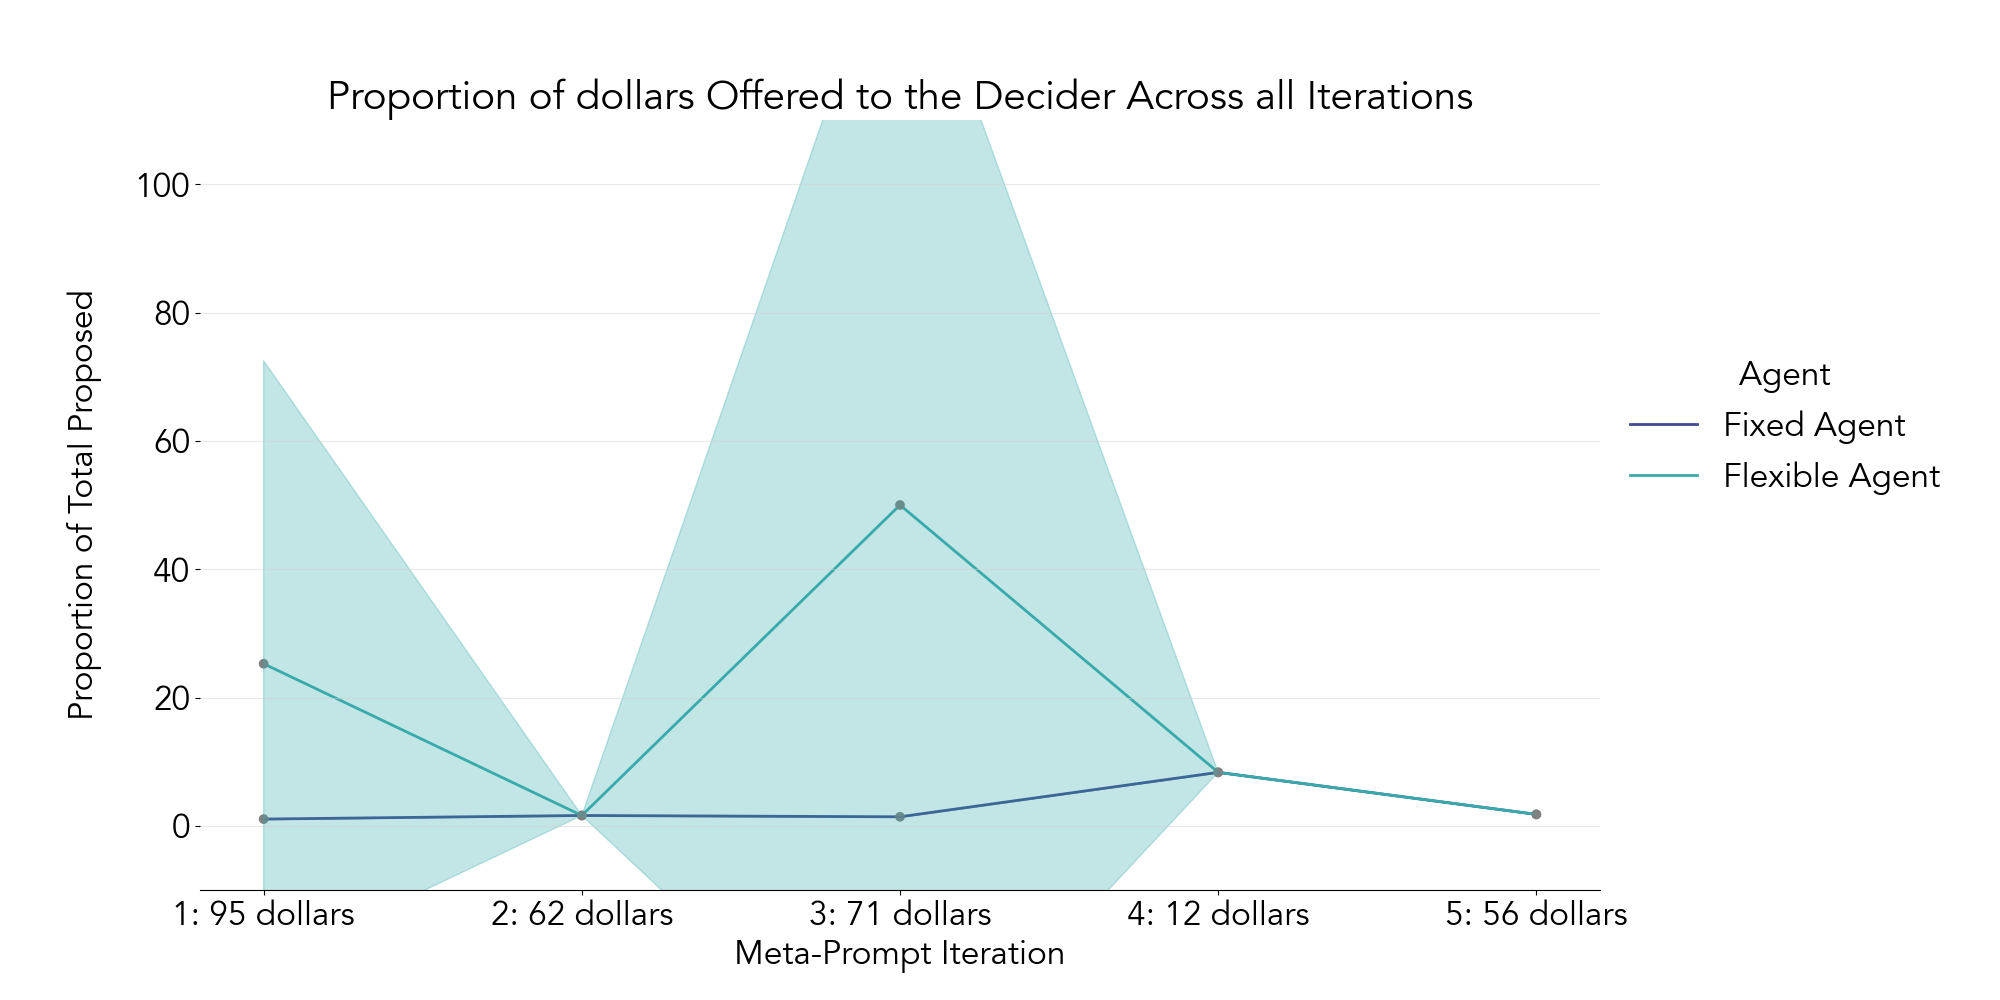 Proportion of dollars Offered to the Decider Across all Iterations
100
80
60
40
20
0
Proportion of Total Proposed
1: 95 dollars
2: 62 dollars
3: 71 dollars
4: 12 dollars
5: 56 dollars
Meta-Prompt Iteration
Agent
Fixed Agent
Flexible Agent